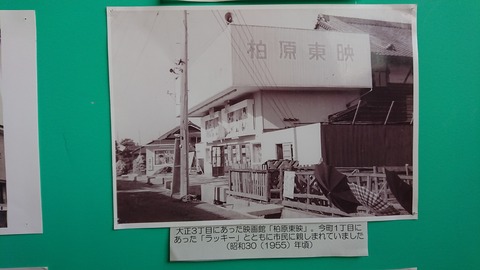 柏原東映
大正3丁目にあった映画館「柏原東映」。今町1丁目に
あった「ラッキー」とともに市民に親しまれていました
(昭和30（1955）年頃)